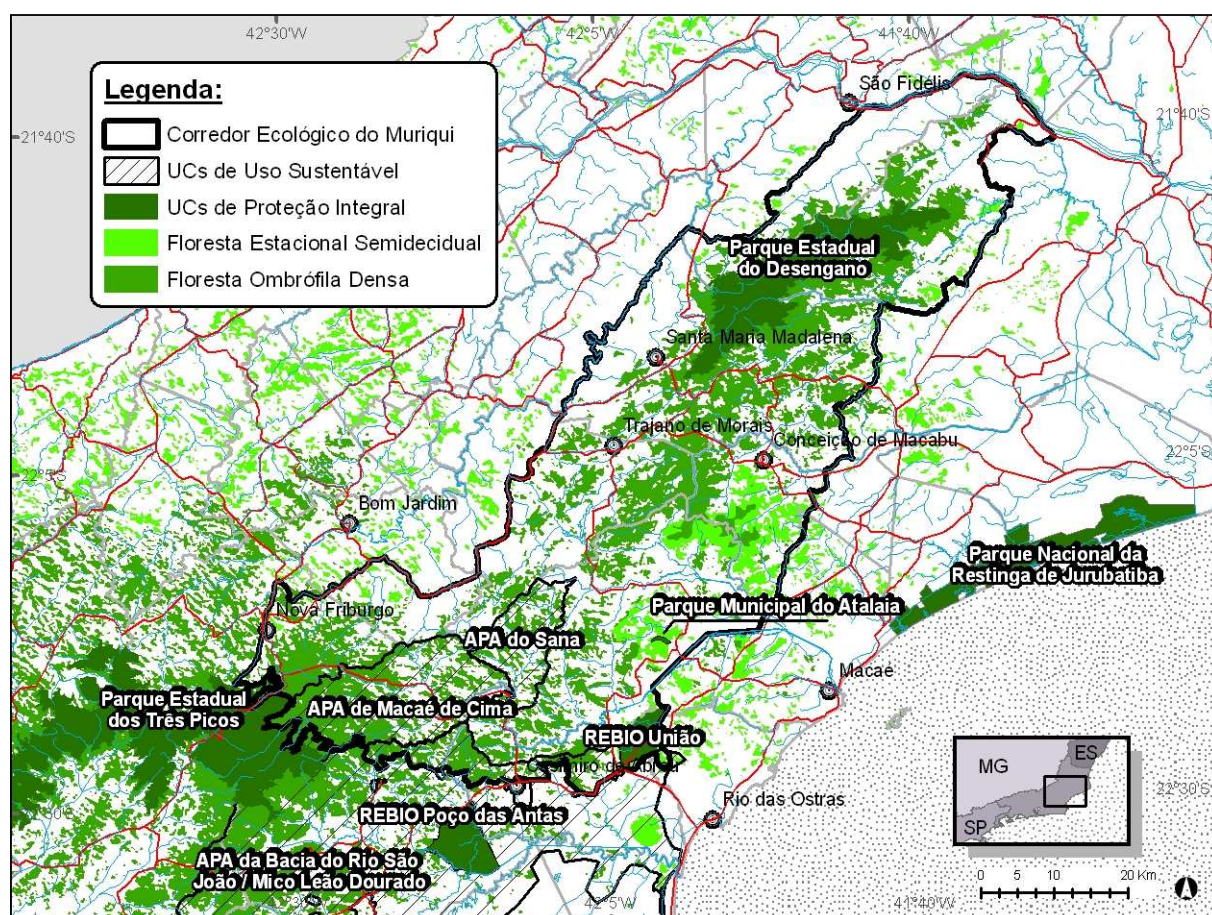 42°30'W
42°5'W
41°40'W
Legenda:
Corredor Ecológico do Muriqui
UCs de Uso Sustentável
UCs de Proteção Integral
Floresta Estacional Semidecidual
Floresta Ombrófila Densa
21°40'S
São Fidélis
21°40'S
Parque Estadual
do Desengano
Santa Maria Madalena
Trajano de Morais
Conceição de Macabu
22°5'S
22°5'S
Bom Jardim
Parque Nacional da
Restinga de Jurubatiba
Nova Friburgo
Parque Municipal do Atalaia
APA do Sana
Macaé
Parque Estadual
dos Três Picos
APA de Macaé de Cima
REBIO União
Casimiro de Abreu
Rio das Ostras
REBIO Poço das Antas
MG
ES
SP
22°30'S
APA da Bacia do Rio São
João / Mico Leão Dourado
0 5 10 20 Km
42°5'W
41°40'W